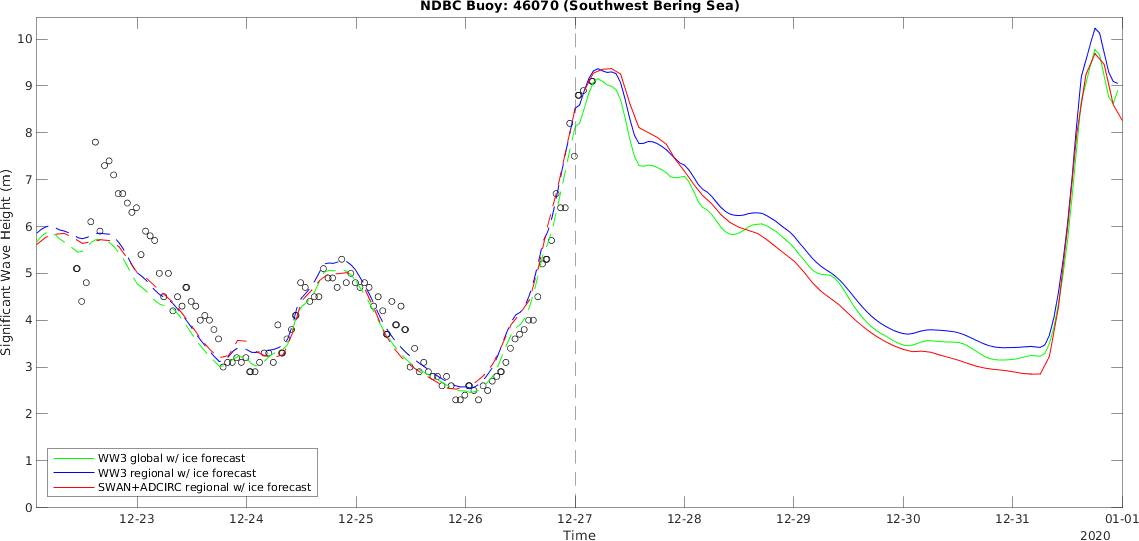 NDBC Buoy: 46070 (Southwest Bering Sea)
Significant Wave Height (m)
10
9
8
7
6
5
4
3
2
1
0
WW3 global w/ ice forecast
WW3 regional w/ ice forecast
SWAN+ADCIRC regional w/ ice forecast
12-23 12-24 12-25 12-26 12-27 12-28 12-29 12-30 12-31 01-01
Time 2020